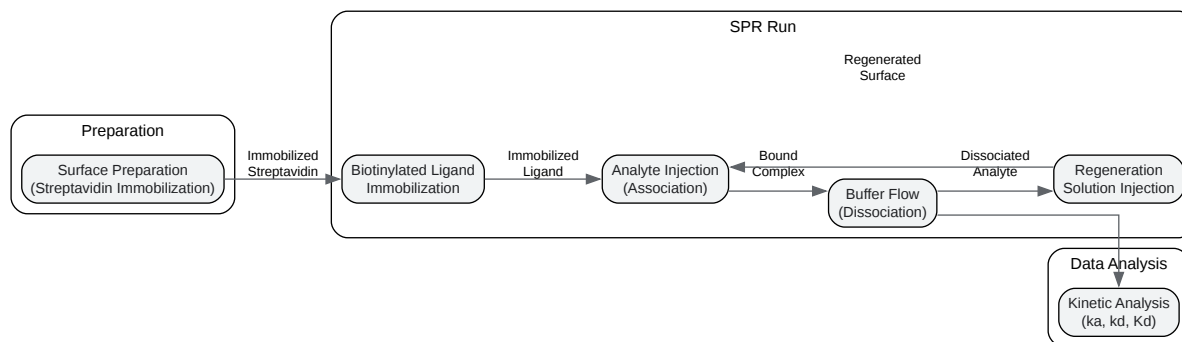 SPR Run
Regenerated
Surface
Preparation
Surface Preparation
(Streptavidin Immobilization)
Immobilized
Streptavidin
Biotinylated Ligand
Immobilization
Immobilized
Ligand
Analyte Injection
(Association)
Bound
Complex
Buffer Flow
(Dissociation)
Dissociated
Analyte
Regeneration
Solution Injection
Data Analysis
Kinetic Analysis
(ka, kd, Kd)